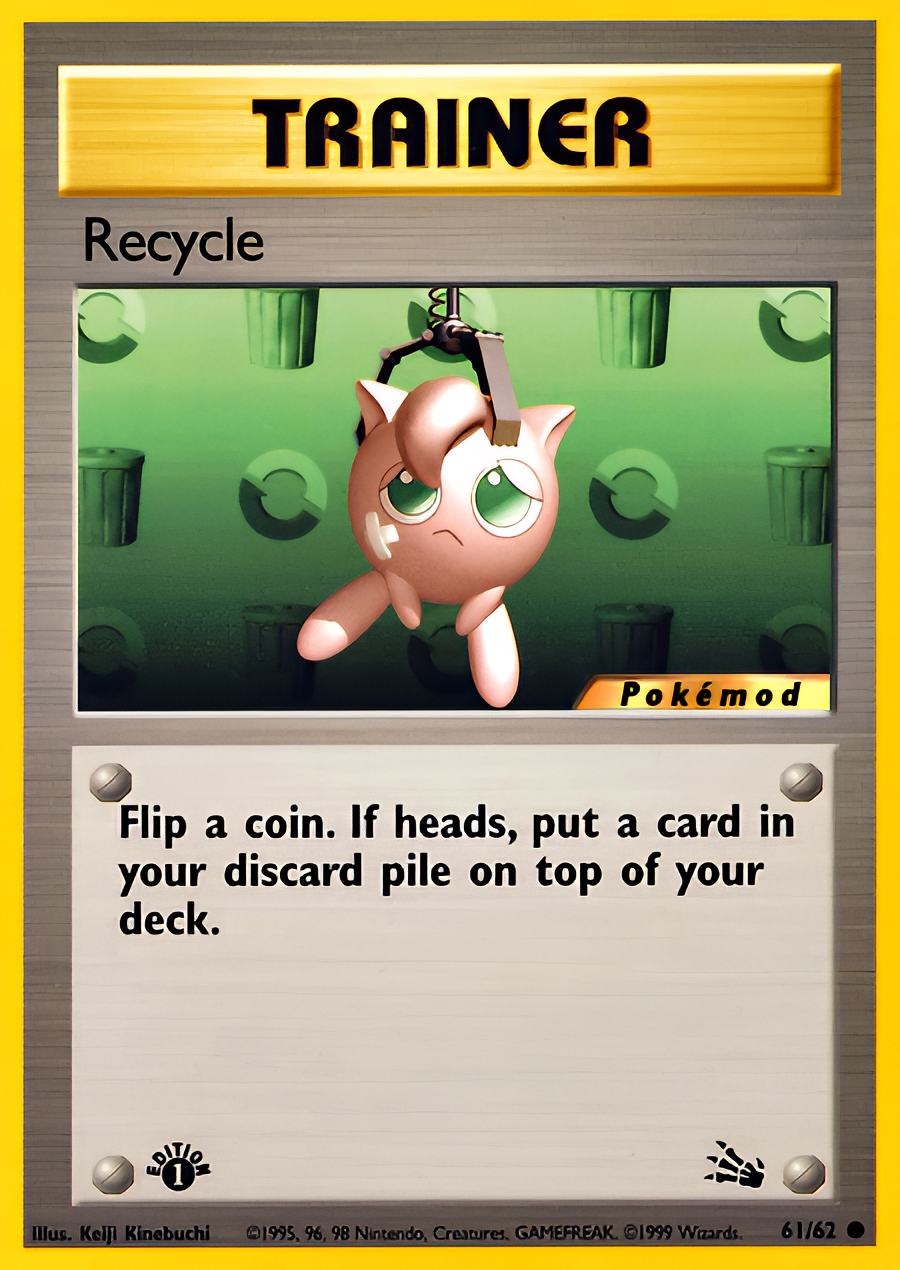 TRAINER
Recycle
Pokémod
Flip a coin. If heads, put a card in
your discard pile on top of your
deck.
EDITION
1
Illus. Keiji Kinebuchi ©1995, 96, 98 Nintendo, Creatures, GAMEFREAK. ©1999 Wizards. 61/62